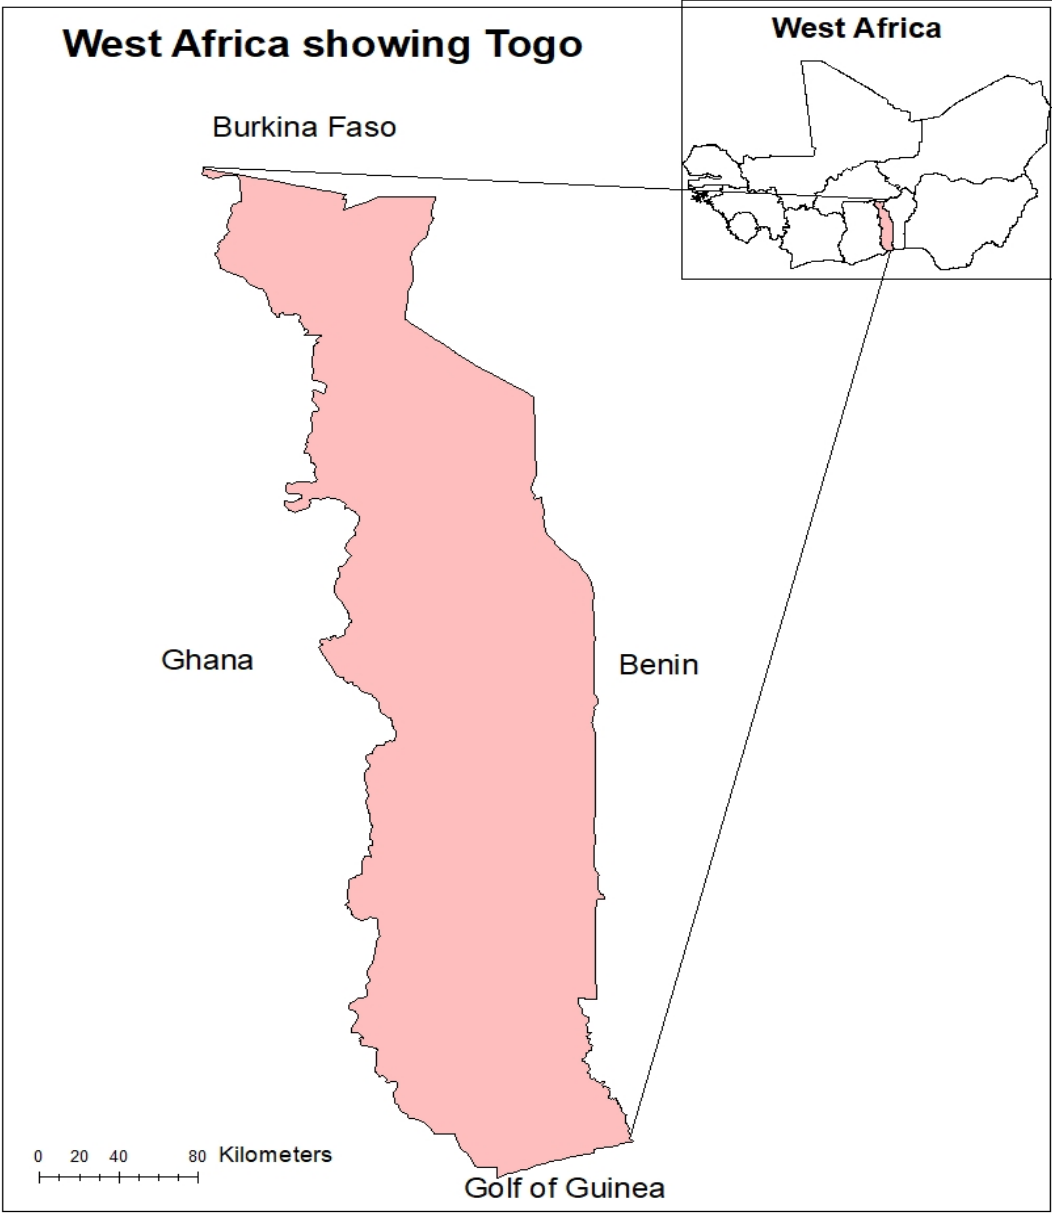 West Africa showing Togo
West Africa
Burkina Faso
Ghana
Benin
0 20 40 80 Kilometers
Golf of Guinea